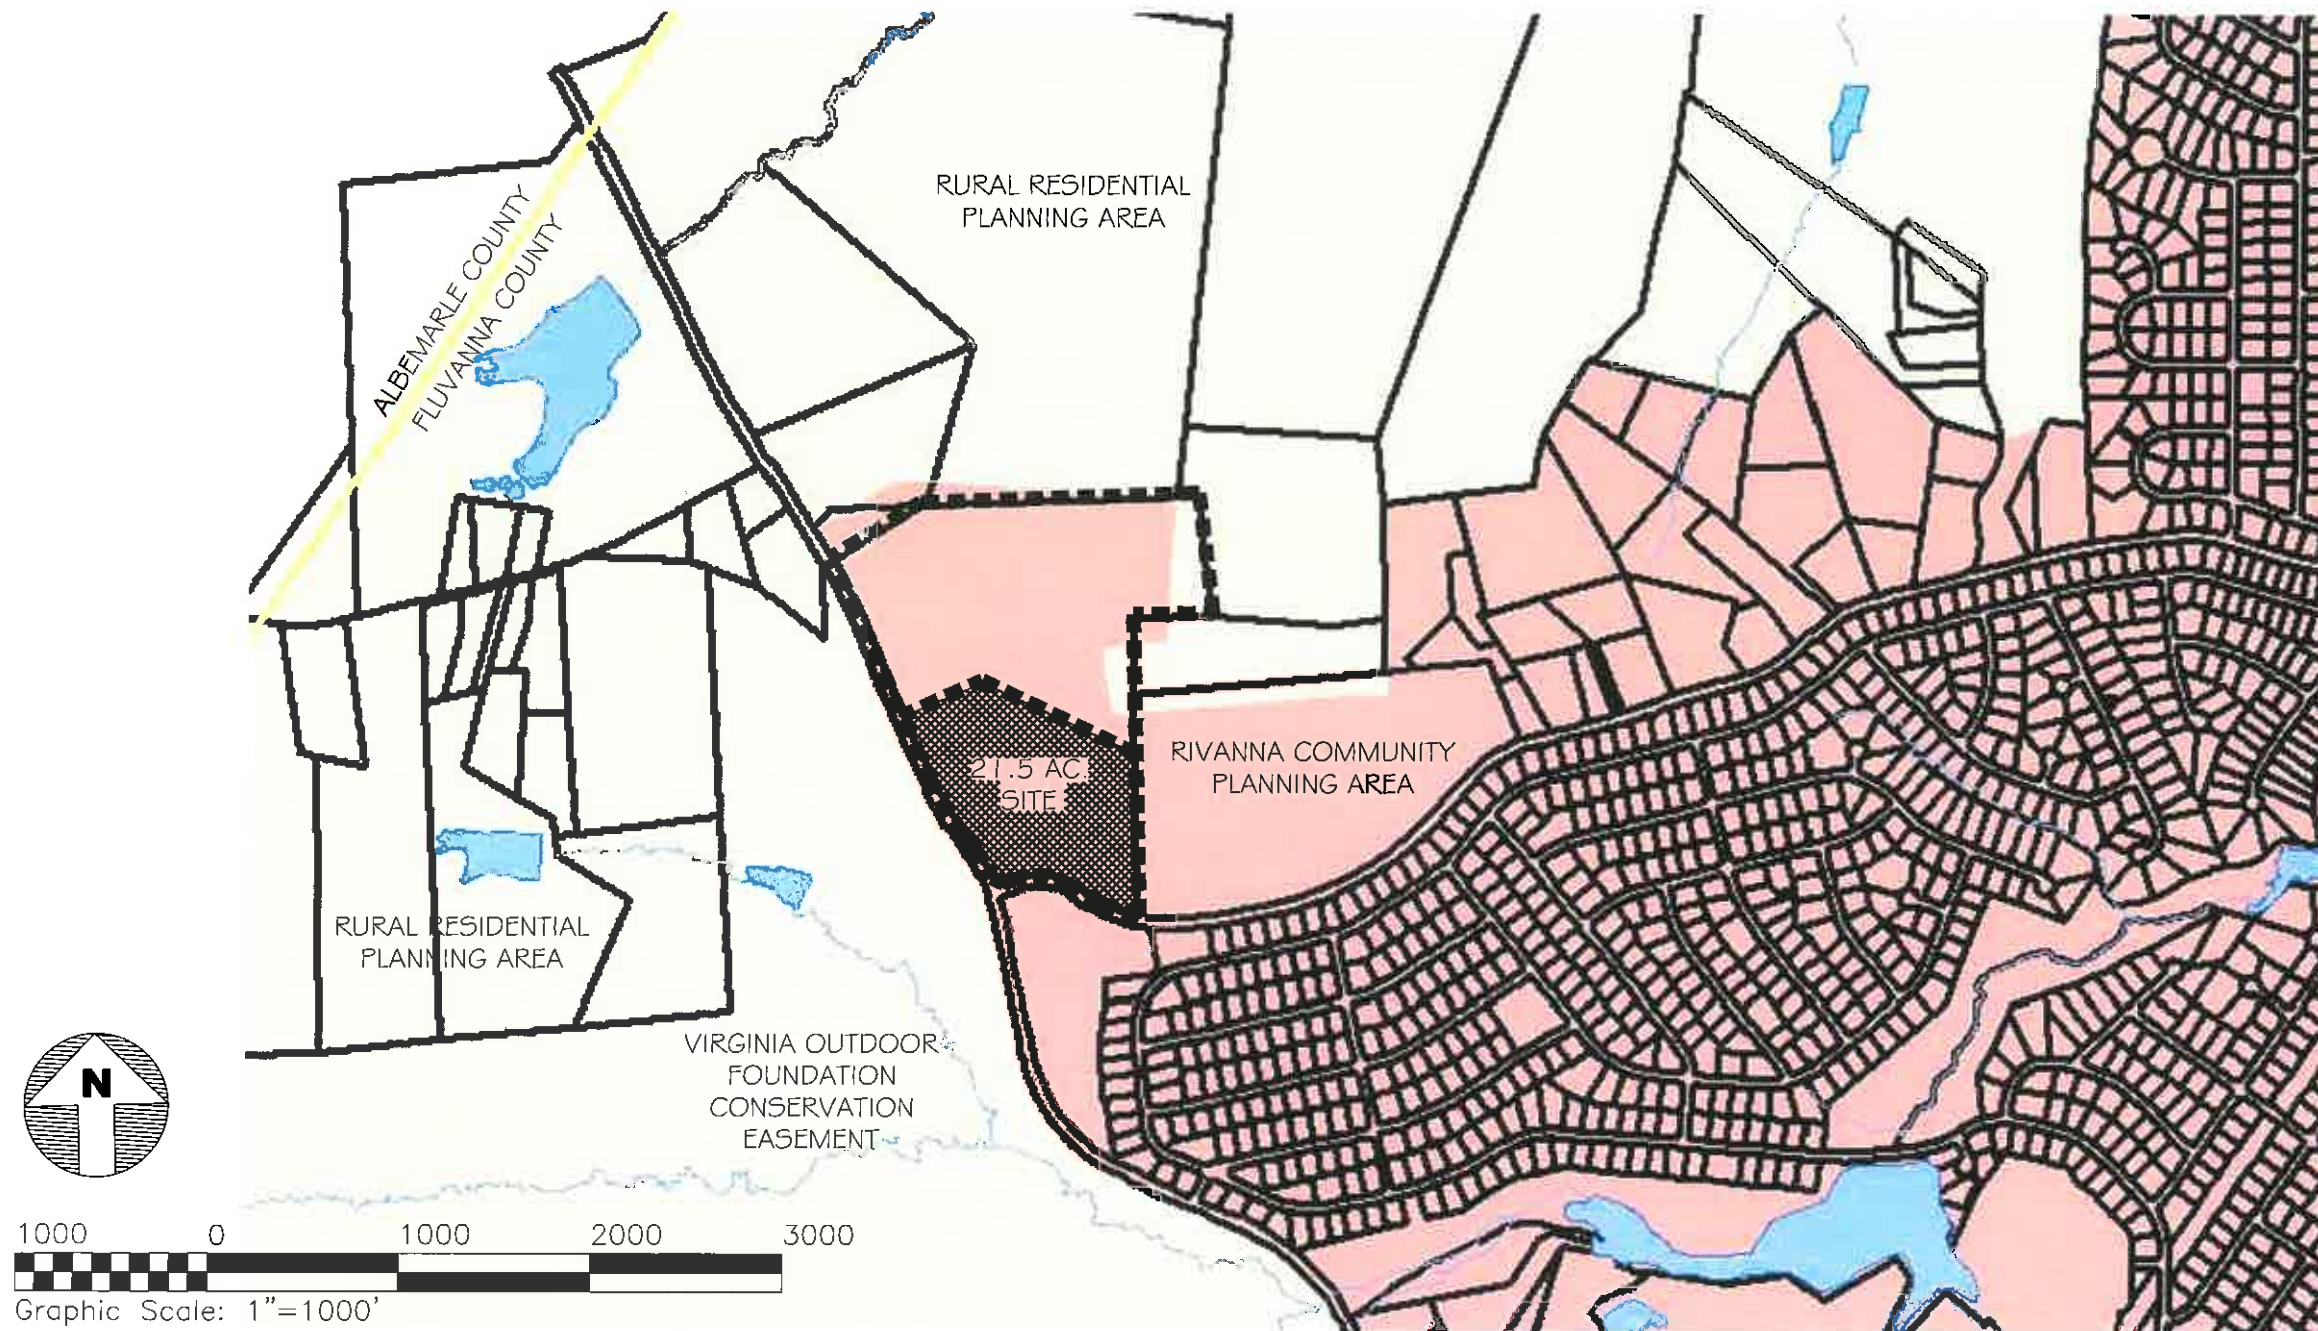 RURAL RESIDENTIAL
PLANNING AREA
ALBEMARLE COUNTY
FLUVANNA COUNTY
21.5 AC.
SITE
RIVANNA COMMUNITY
PLANNING AREA
RURAL RESIDENTIAL
PLANNING AREA
VIRGINIA OUTDOOR
FOUNDATION
CONSERVATION
EASEMENT
N
1000 0 1000 2000 3000
Graphic Scale: 1"=1000'